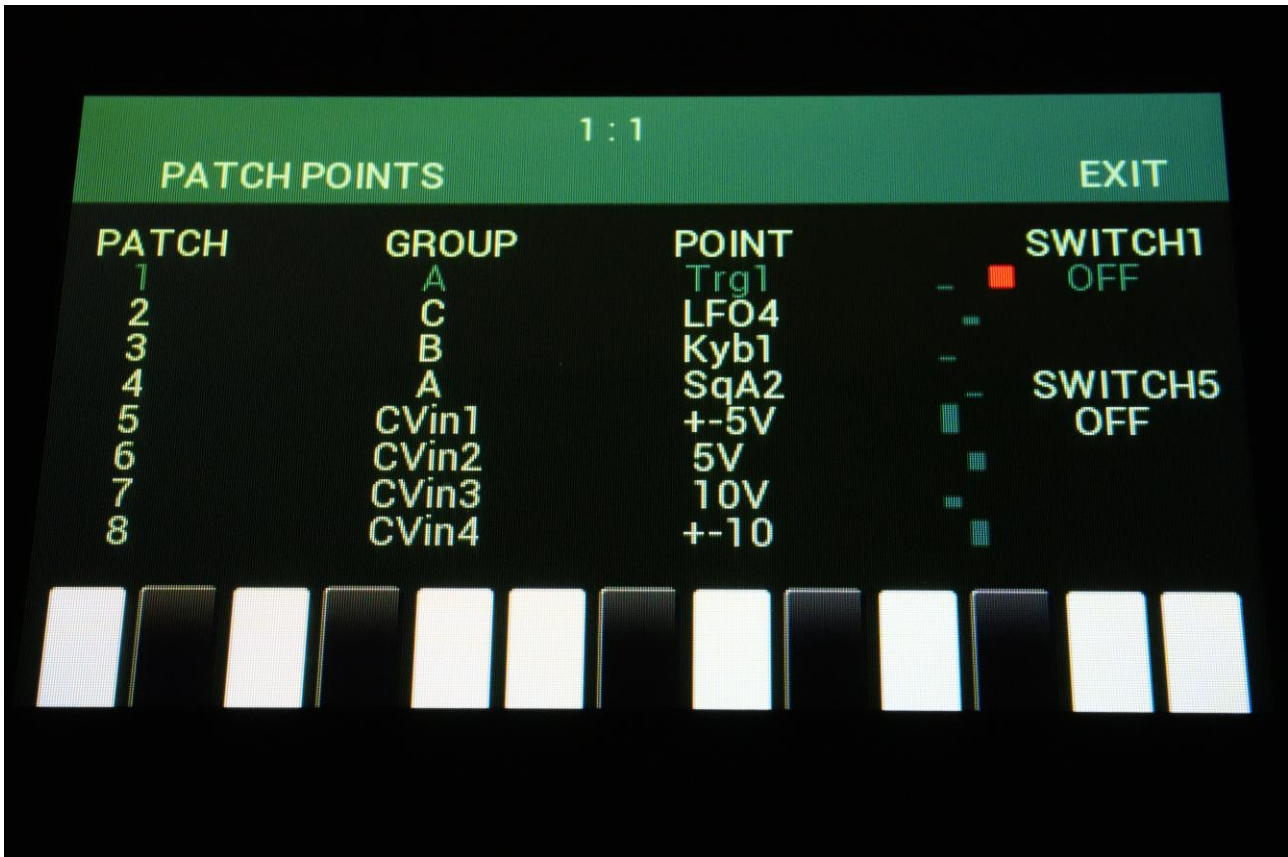 1 : 1
PATCH POINTS EXIT
PATCH GROUP POINT SWITCH1
1 A Trg1 OFF
2 C LFO4
3 B Kyb1
4 A SqA2 SWITCH5
5 CVin1 +-5V OFF
6 CVin2 5V
7 CVin3 10V
8 CVin4 +-10